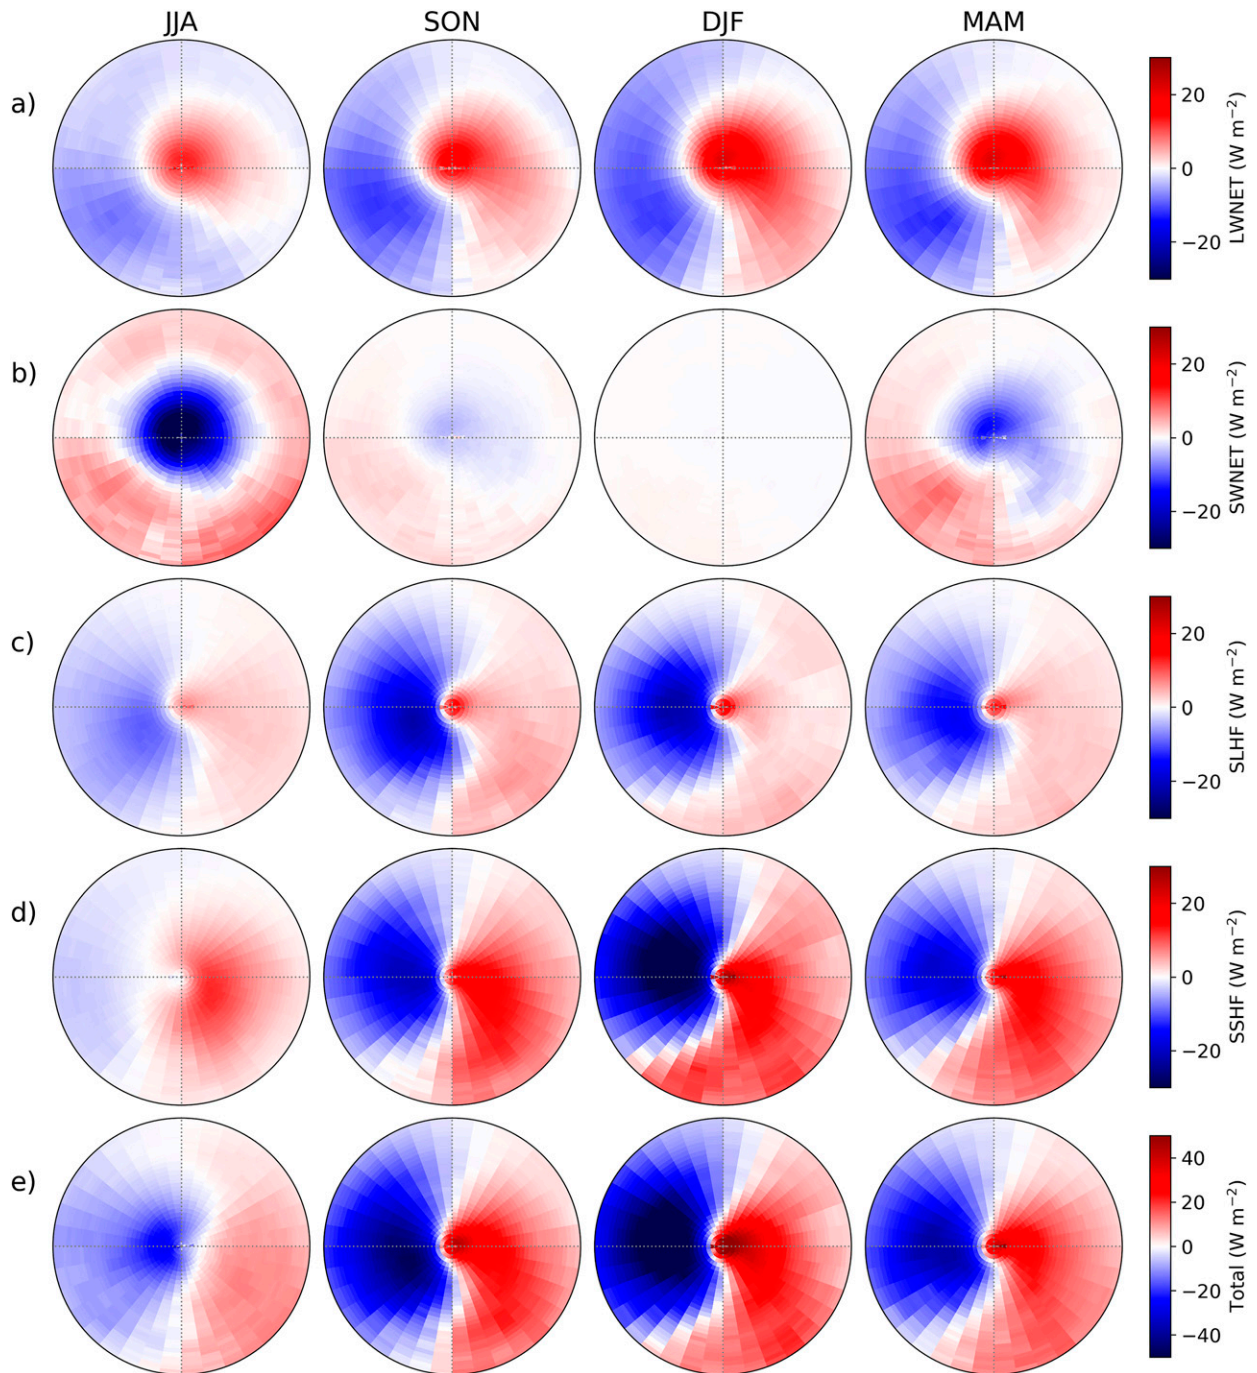 JJA SON DJF MAM
a)
20
0
−20
LWNET (W m−2)
b)
20
0
−20
SWNET (W m−2)
c)
20
0
−20
SLHF (W m−2)
d)
20
0
−20
SSHF (W m−2)
e)
40
20
0
−20
−40
Total (W m−2)